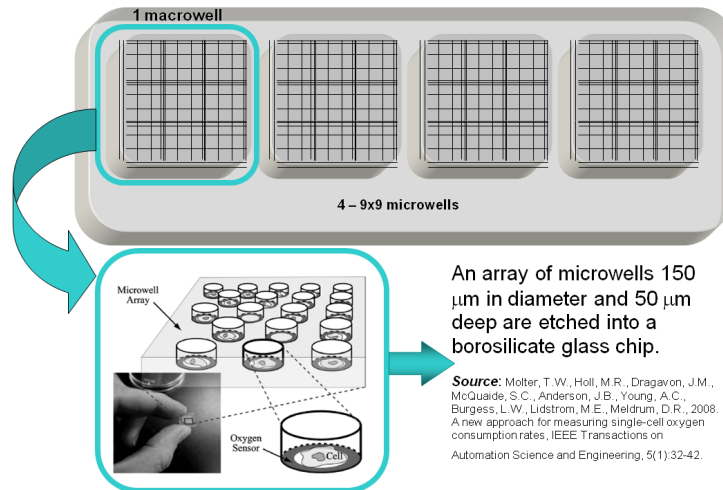 1 macrowell
4 – 9x9 microwells
Microwell
Array
Oxygen
Sensor
Cell
An array of microwells 150
μm in diameter and 50 μm
deep are etched into a
borosilicate glass chip.
Source: Molter, T.W., Holl, M.R., Dragavon, J.M.,
McQuaide, S.C., Anderson, J.B., Young, A.C.,
Burgess, L.W., Lidstrom, M.E., Meldrum, D.R., 2008.
A new approach for measuring single-cell oxygen
consumption rates, IEEE Transactions on
Automation Science and Engineering, 5(1):32-42.